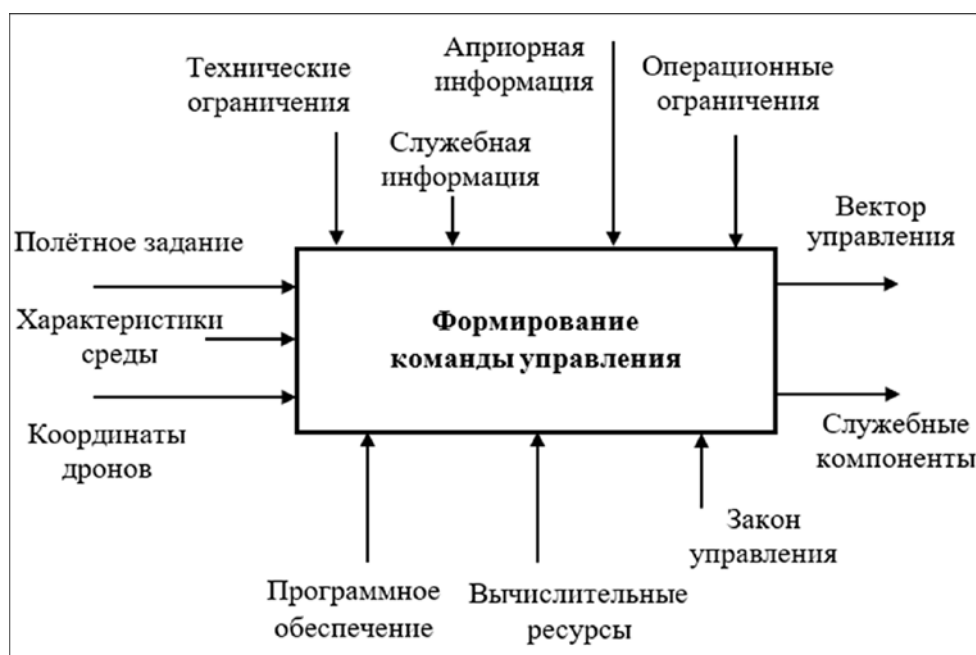 Технические
ограничения
Априорная
информация
Операционные
ограничения
Служебная
информация
Вектор
управления
Полётное задание
Характеристики
среды
Формирование
команды управления
Координаты
дронов
Служебные
компоненты
Закон
управления
Программное
обеспечение
Вычислительные
ресурсы